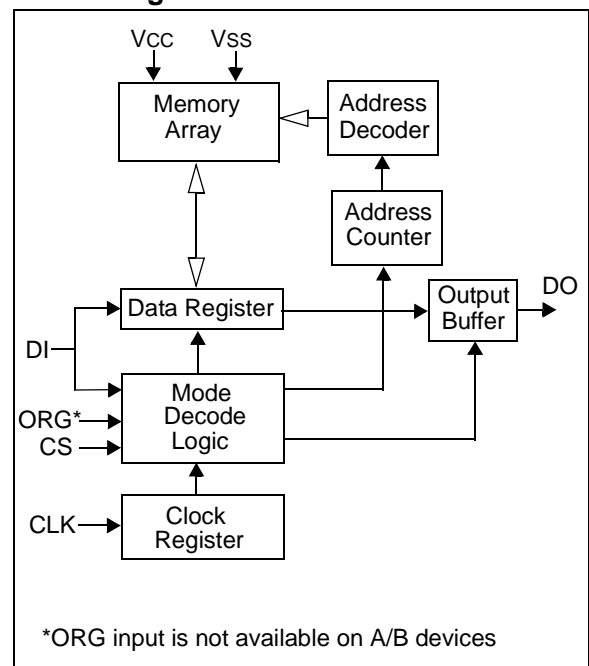 VCC VSS
Memory
Array
Address
Decoder
Address
Counter
Data Register
Output
Buffer
DO
DI
Mode
Decode
Logic
ORG*
CS
CLK
Clock
Register
*ORG input is not available on A/B devices